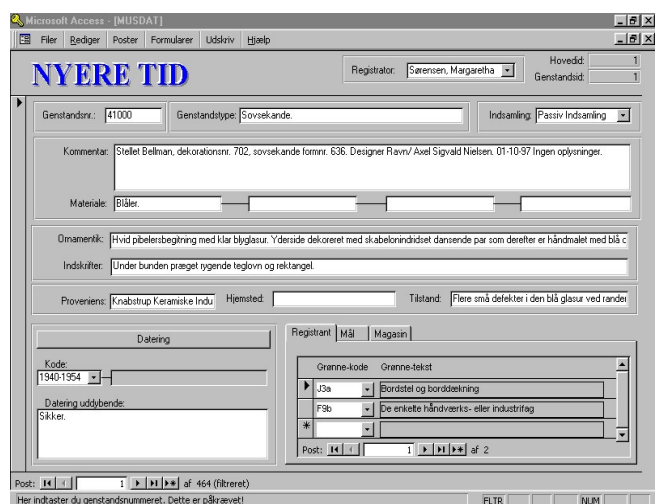 Microsoft Access - [MUSDAT]
Filer Rediger Poster Formularer Udskriv Hjælp
NYERE TID
Registrator: Sørensen, Margaretha
Hovedid: 1
Genstandsid: 1
Genstandsnr.: 41000
Genstandstype: Sovsekande.
Indsamling: Passiv Indsamling
Kommentar: Stellet Bellman, dekorationsnr. 702, sovsekande formnr. 636. Designer Ravn/ Axel Sigvald Nielsen. 01-10-97 Ingen oplysninger.
Materiale: Blåler.
Ornamentik: Hvid pibelersbegitning med klar blyglasur. Yderside dekoreret med skabelonindridset dansende par som derefter er håndmalet med blå
Indskrifter: Under bunden præget rygende teglovn og rektangel.
Proveniens: Knabstrup Keramiske Indu
Hjemsted:
Tilstand: Flere små defekter i den blå glasur ved randen
Datering
Kode:
1940-1954
Datering uddybende:
Sikker.
Registrant Mål Magasin
Grønne-kode Grønne-tekst
J3a Bordstel og borddækning
F9b De enkelte håndværks- eller industrifag
Post: 1 af 2
Post: 1 af 464 (filtreret)
Her indtaster du genstandsnummeret. Dette er påkrævet!
FLTR NUM